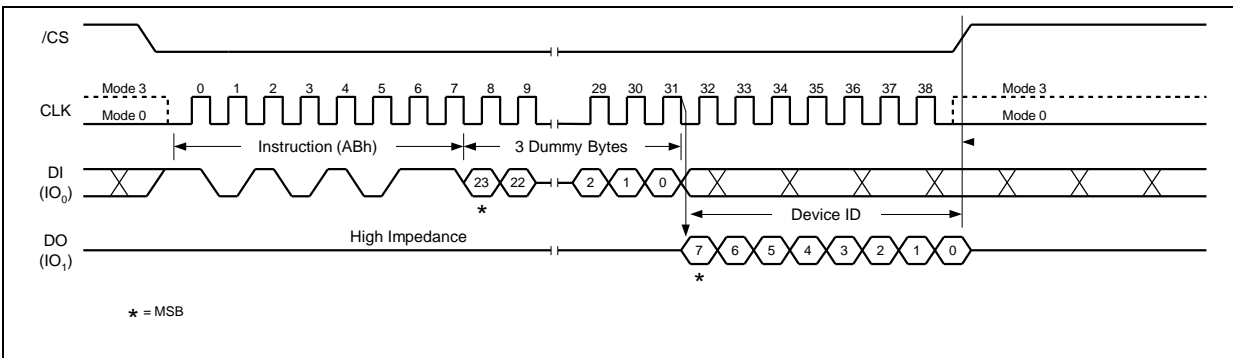 /CS
Mode 3 0 1 2 3 4 5 6 7 8 9 29 30 31 32 33 34 35 36 37 38 Mode 3
CLK
Mode 0 Mode 0
Instruction (ABh) 3 Dummy Bytes
DI
(IO0) 23 22 2 1 0
*
Device ID
High Impedance
DO
(IO1) 7 6 5 4 3 2 1 0
*
* = MSB